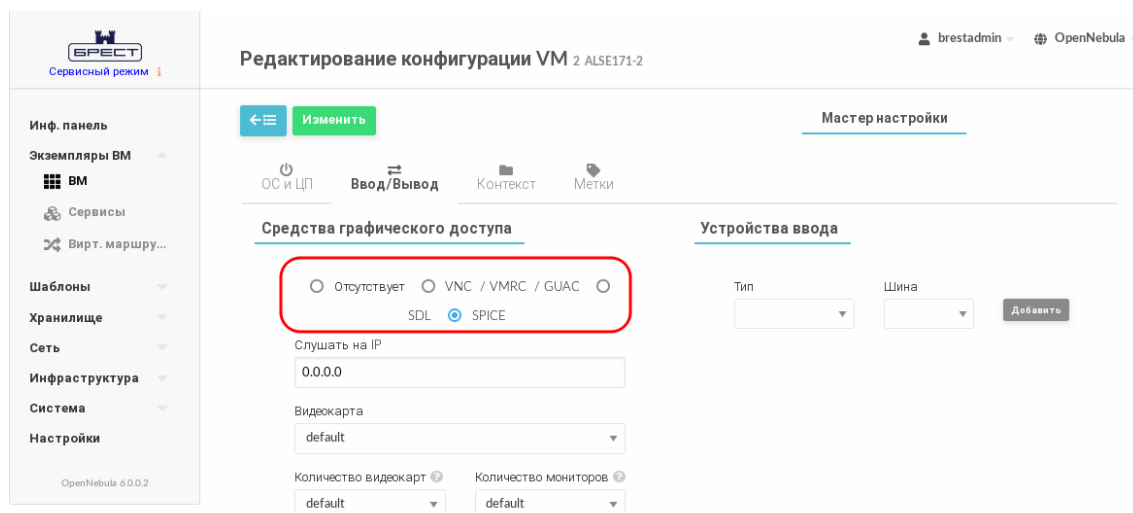 БРЕСТ
Сервисный режим i
brestadmin
OpenNebula
Редактирование конфигурации VM 2 ALSE171-2
Изменить
Мастер настройки
Инф. панель
Экземпляры ВМ
ВМ
Сервисы
Вирт. маршру...
Шаблоны
Хранилище
Сеть
Инфраструктура
Система
Настройки
OpenNebula 6.0.0.2
ОС и ЦП
Ввод/Вывод
Контекст
Метки
Средства графического доступа
Отсутствует VNC / VMRC / GUAC
SDL SPICE
Слушать на IP
0.0.0.0
Видеокарта
default
Количество видеокарт ? Количество мониторов ?
default default
Устройства ввода
Тип Шина
Добавить